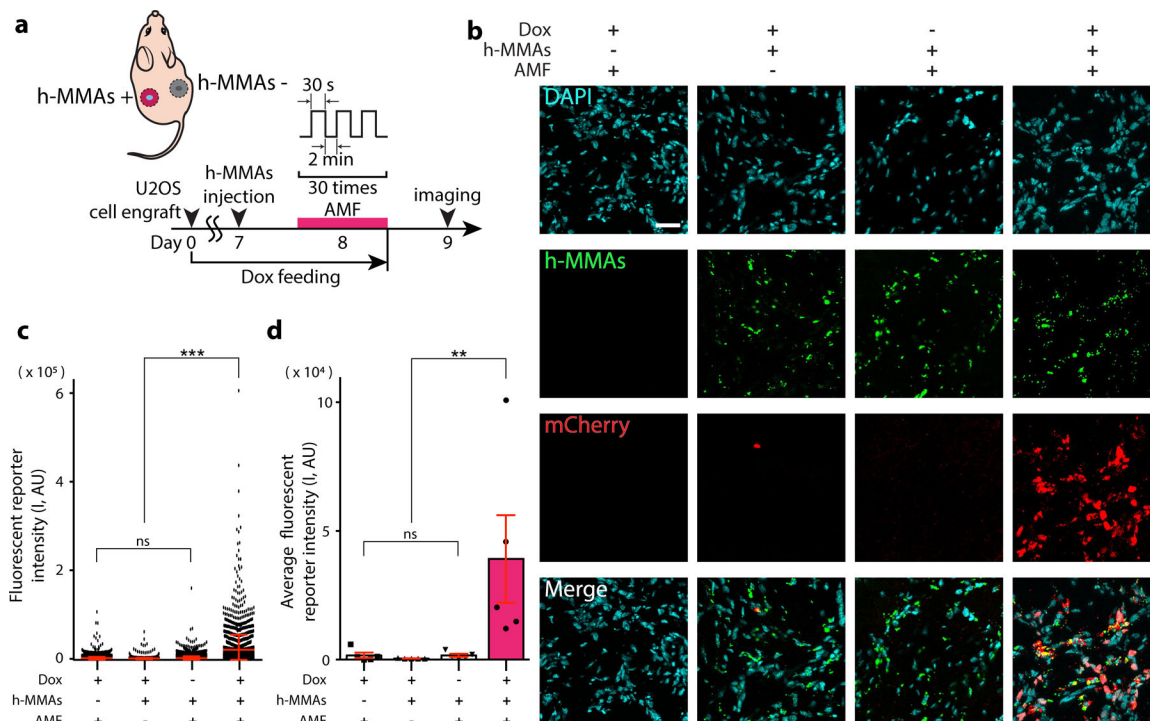 a
h-MMAs +
h-MMAs -
30 s
2 min
U2OS
cell engraft
h-MMAs
injection
30 times
AMF
imaging
Day 0 7 8 9
Dox feeding
b
Dox + + - +
h-MMAs - + + +
AMF + - + +
DAPI
h-MMAs
mCherry
Merge
c
( x 10⁵)
***
6
4
2
0
ns
Fluorescent reporter
intensity (I, AU)
Dox + + - +
h-MMAs - + + +
AMF + - + +
d
( x 10⁴)
**
10
5
0
ns
Average fluorescent
reporter intensity (I, AU)
Dox + + - +
h-MMAs - + + +
AMF + - + +